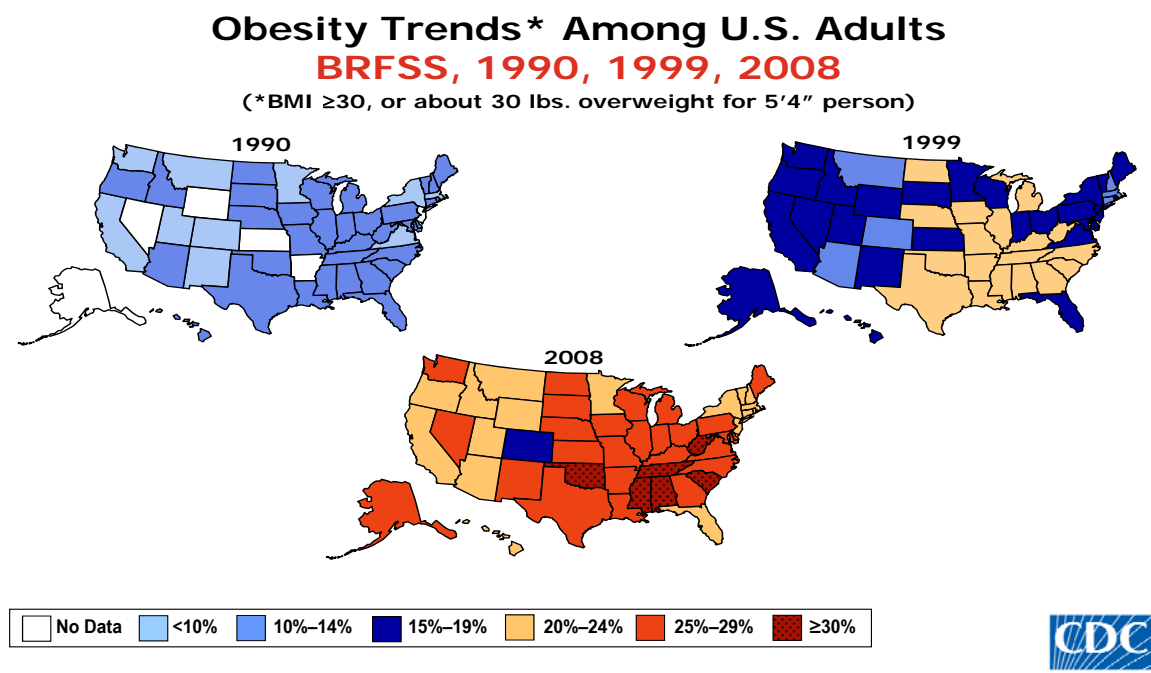 Obesity Trends* Among U.S. Adults
BRFSS, 1990, 1999, 2008
(*BMI ≥30, or about 30 lbs. overweight for 5’4” person)
1990
1999
2008
No Data
<10%
10%–14%
15%–19%
20%–24%
25%–29%
≥30%
CDC